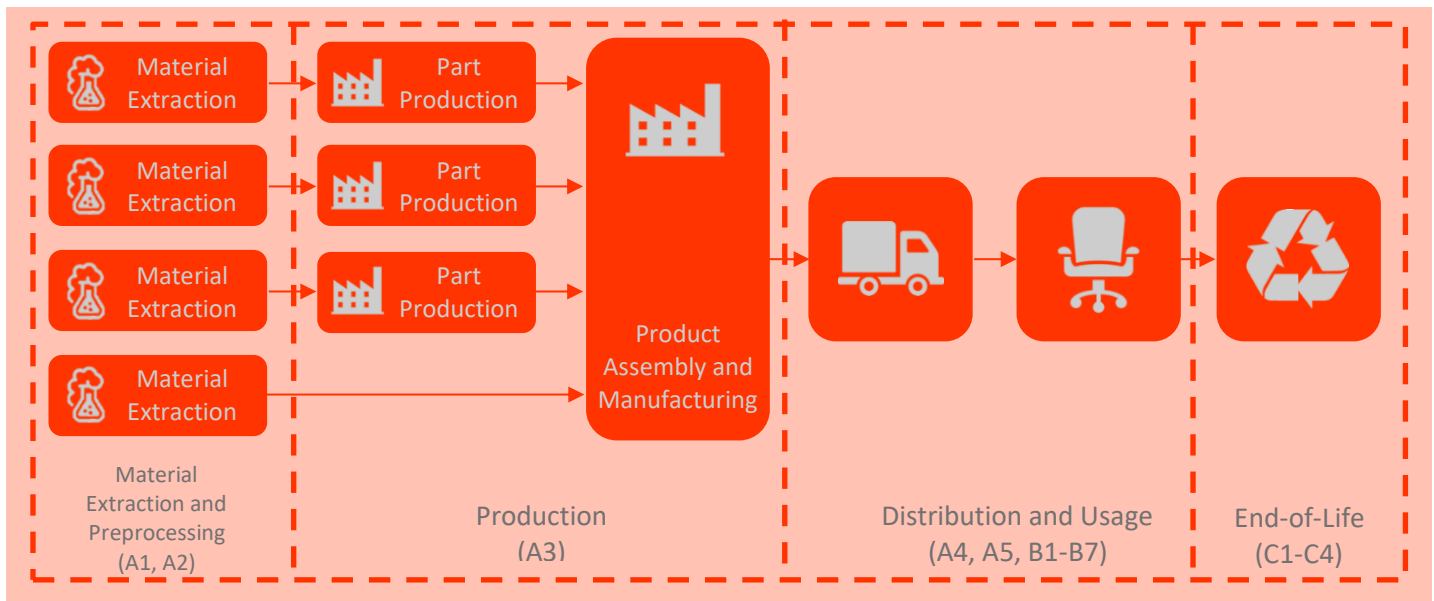 Material
Extraction
Part
Production
Material
Extraction
Part
Production
Material
Extraction
Part
Production
Material
Extraction
Product
Assembly and
Manufacturing
Material
Extraction and
Preprocessing
(A1, A2)
Production
(A3)
Distribution and Usage
(A4, A5, B1-B7)
End-of-Life
(C1-C4)